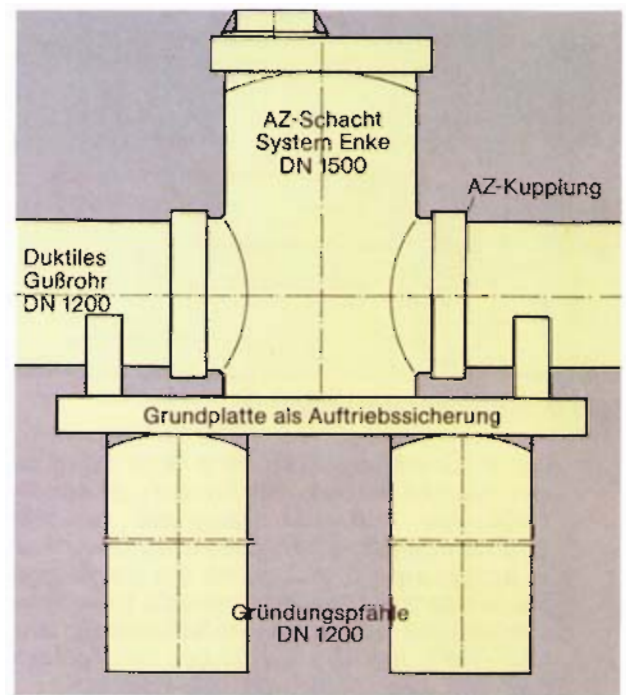 AZ-Schacht
System Enke
DN 1500
AZ-Kupplung
Duktiles
Gußrohr
DN 1200
Grundplatte als Auftriebssicherung
Gründungspfähle
DN 1200